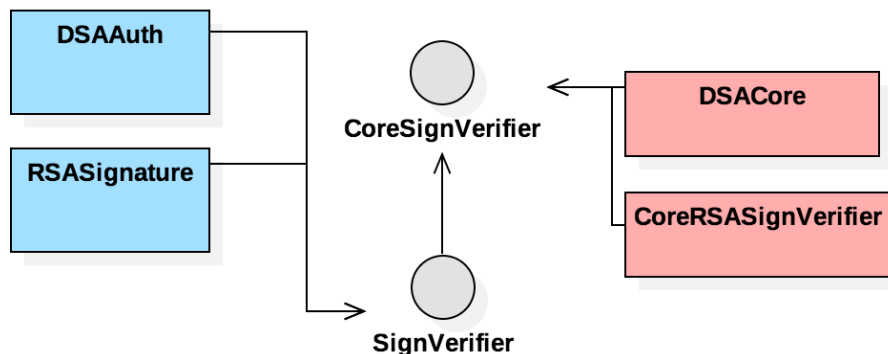 DSAAuth
CoreSignVerifier
DSACore
RSASignature
CoreRSASignVerifier
SignVerifier